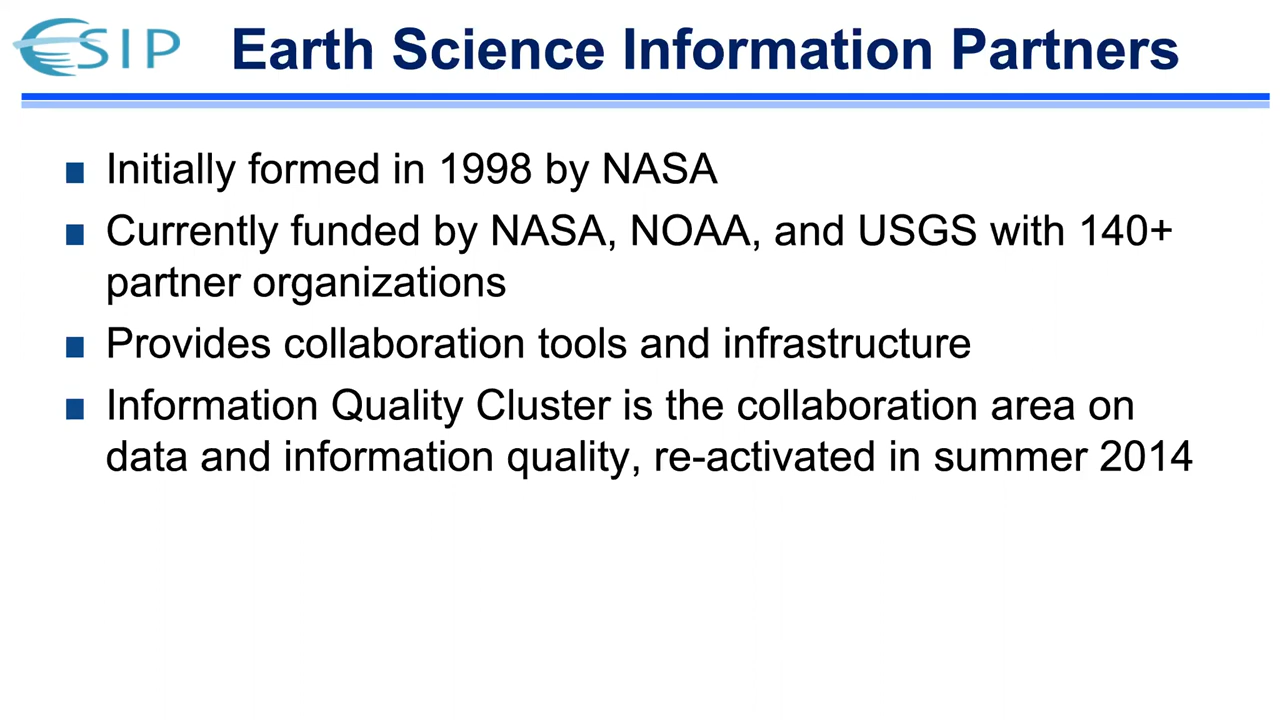 ESIP
Earth Science Information Partners
Initially formed in 1998 by NASA
Currently funded by NASA, NOAA, and USGS with 140+
partner organizations
Provides collaboration tools and infrastructure
Information Quality Cluster is the collaboration area on
data and information quality, re-activated in summer 2014